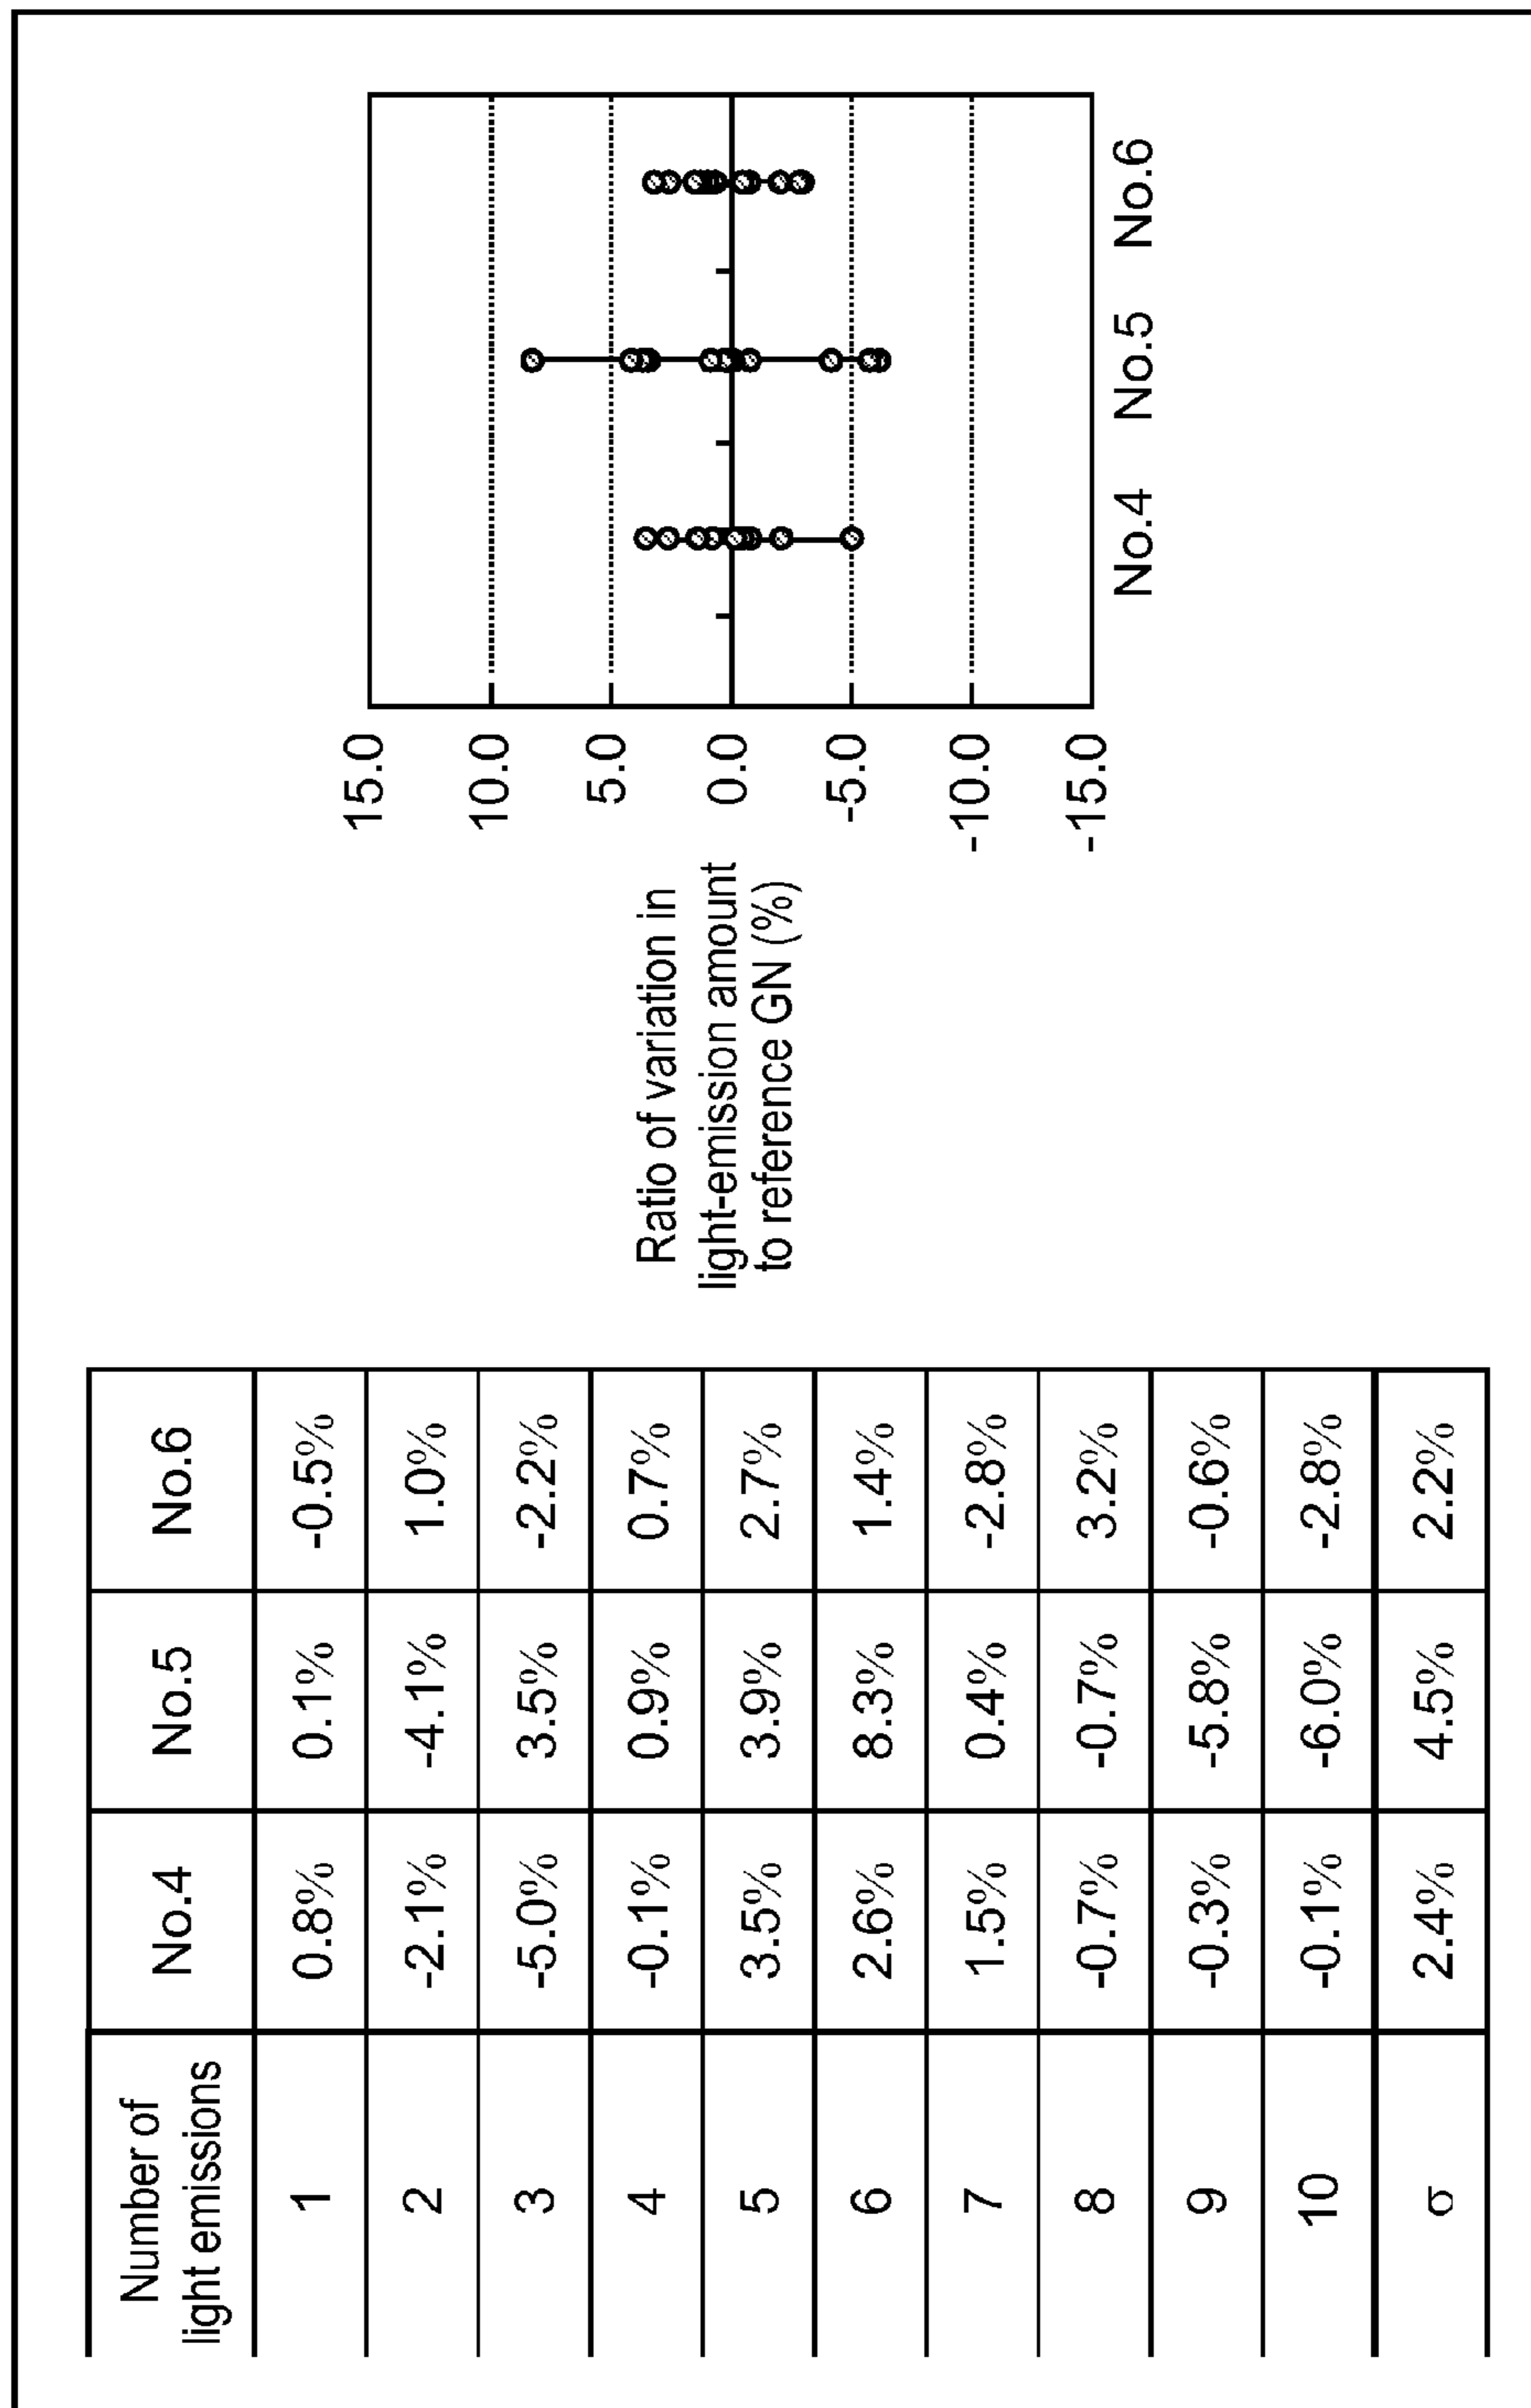 Number of
light emissions
No.4 No.5 No.6
1 0.8% 0.1% -0.5%
2 -2.1% -4.1% 1.0%
3 -5.0% 3.5% -2.2%
4 -0.1% 0.9% 0.7%
5 3.5% 3.9% 2.7%
6 2.6% 8.3% 1.4%
7 1.5% 0.4% -2.8%
8 -0.7% -0.7% 3.2%
9 -0.3% -5.8% -0.6%
10 -0.1% -6.0% -2.8%
σ 2.4% 4.5% 2.2%
Ratio of variation in
light-emission amount
to reference GN (%)
15.0
10.0
5.0
0.0
-5.0
-10.0
-15.0
No.4 No.5 No.6